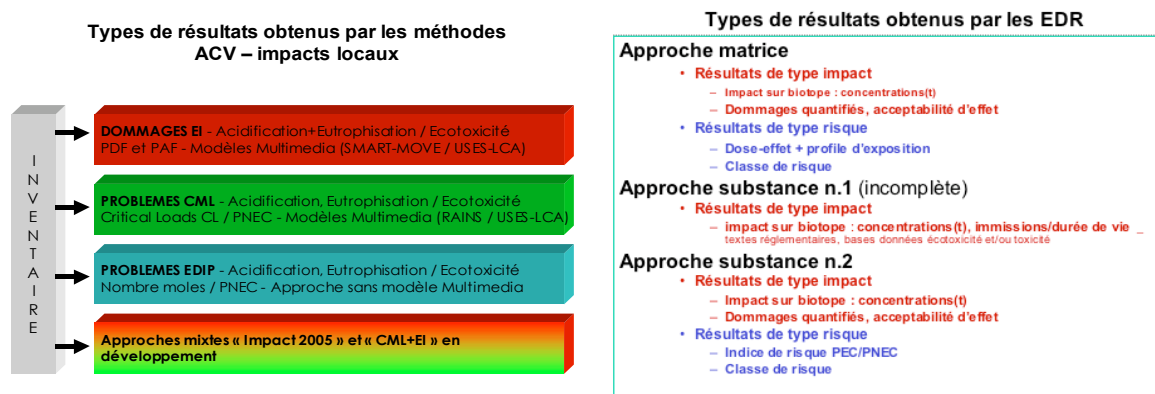 Types de résultats obtenus par les méthodes
ACV – impacts locaux
INVENTAIRE
DOMMAGES EI - Acidification+Eutrophisation / Ecotoxicité
PDF et PAF - Modèles Multimedia (SMART-MOVE / USES-LCA)
PROBLEMES CML - Acidification, Eutrophisation / Ecotoxicité
Critical Loads CL / PNEC - Modèles Multimedia (RAINS / USES-LCA)
PROBLEMES EDIP - Acidification, Eutrophisation / Ecotoxicité
Nombre moles / PNEC - Approche sans modèle Multimedia
Approches mixtes « Impact 2005 » et « CML+EI » en
développement
Types de résultats obtenus par les EDR
Approche matrice
• Résultats de type impact
– Impact sur biotope : concentrations(t)
– Dommages quantifiés, acceptabilité d'effet
• Résultats de type risque
– Dose-effet + profile d'exposition
– Classe de risque
Approche substance n.1 (incomplète)
• Résultats de type impact
– impact sur biotope : concentrations(t), immissions/durée de vie _
textes réglementaires, bases données écotoxicité et/ou toxicité
Approche substance n.2
• Résultats de type impact
– Impact sur biotope : concentrations(t)
– Dommages quantifiés, acceptabilité d'effet
• Résultats de type risque
– Indice de risque PEC/PNEC
– Classe de risque